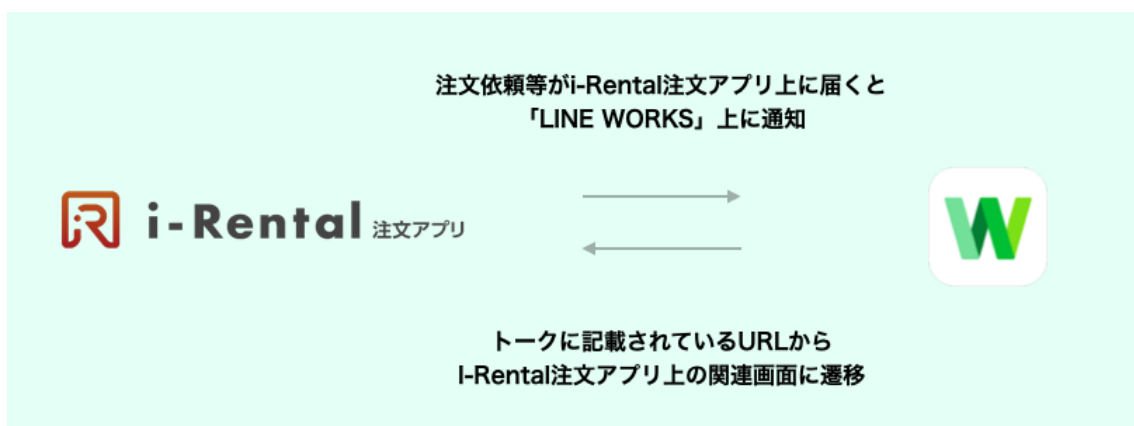 注文依頼等がi-Rental注文アプリ上に届くと
「LINE WORKS」上に通知
i-Rental 注文アプリ
トークに記載されているURLから
I-Rental注文アプリ上の関連画面に遷移